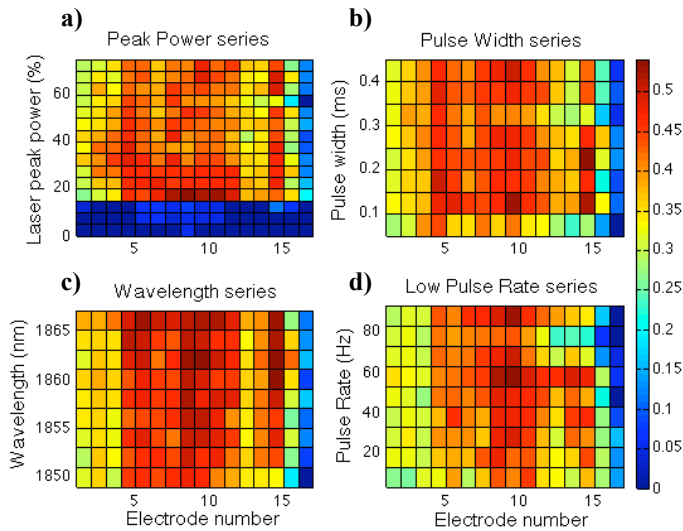 a) Peak Power series
b) Pulse Width series
Laser peak power (%)
60
40
20
0
5 10 15
Pulse width (ms)
0.4
0.3
0.2
0.1
5 10 15
0.5
0.45
0.4
0.35
0.3
0.25
0.2
0.15
0.1
0.05
0
c) Wavelength series
d) Low Pulse Rate series
Wavelength (nm)
1865
1860
1855
1850
5 10 15
Electrode number
Pulse Rate (Hz)
80
60
40
20
5 10 15
Electrode number